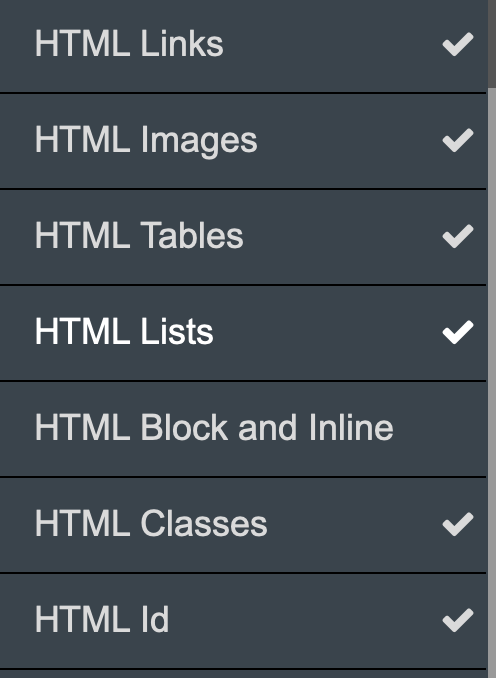 HTML Links
HTML Images
HTML Tables
HTML Lists
HTML Block and Inline
HTML Classes
HTML Id